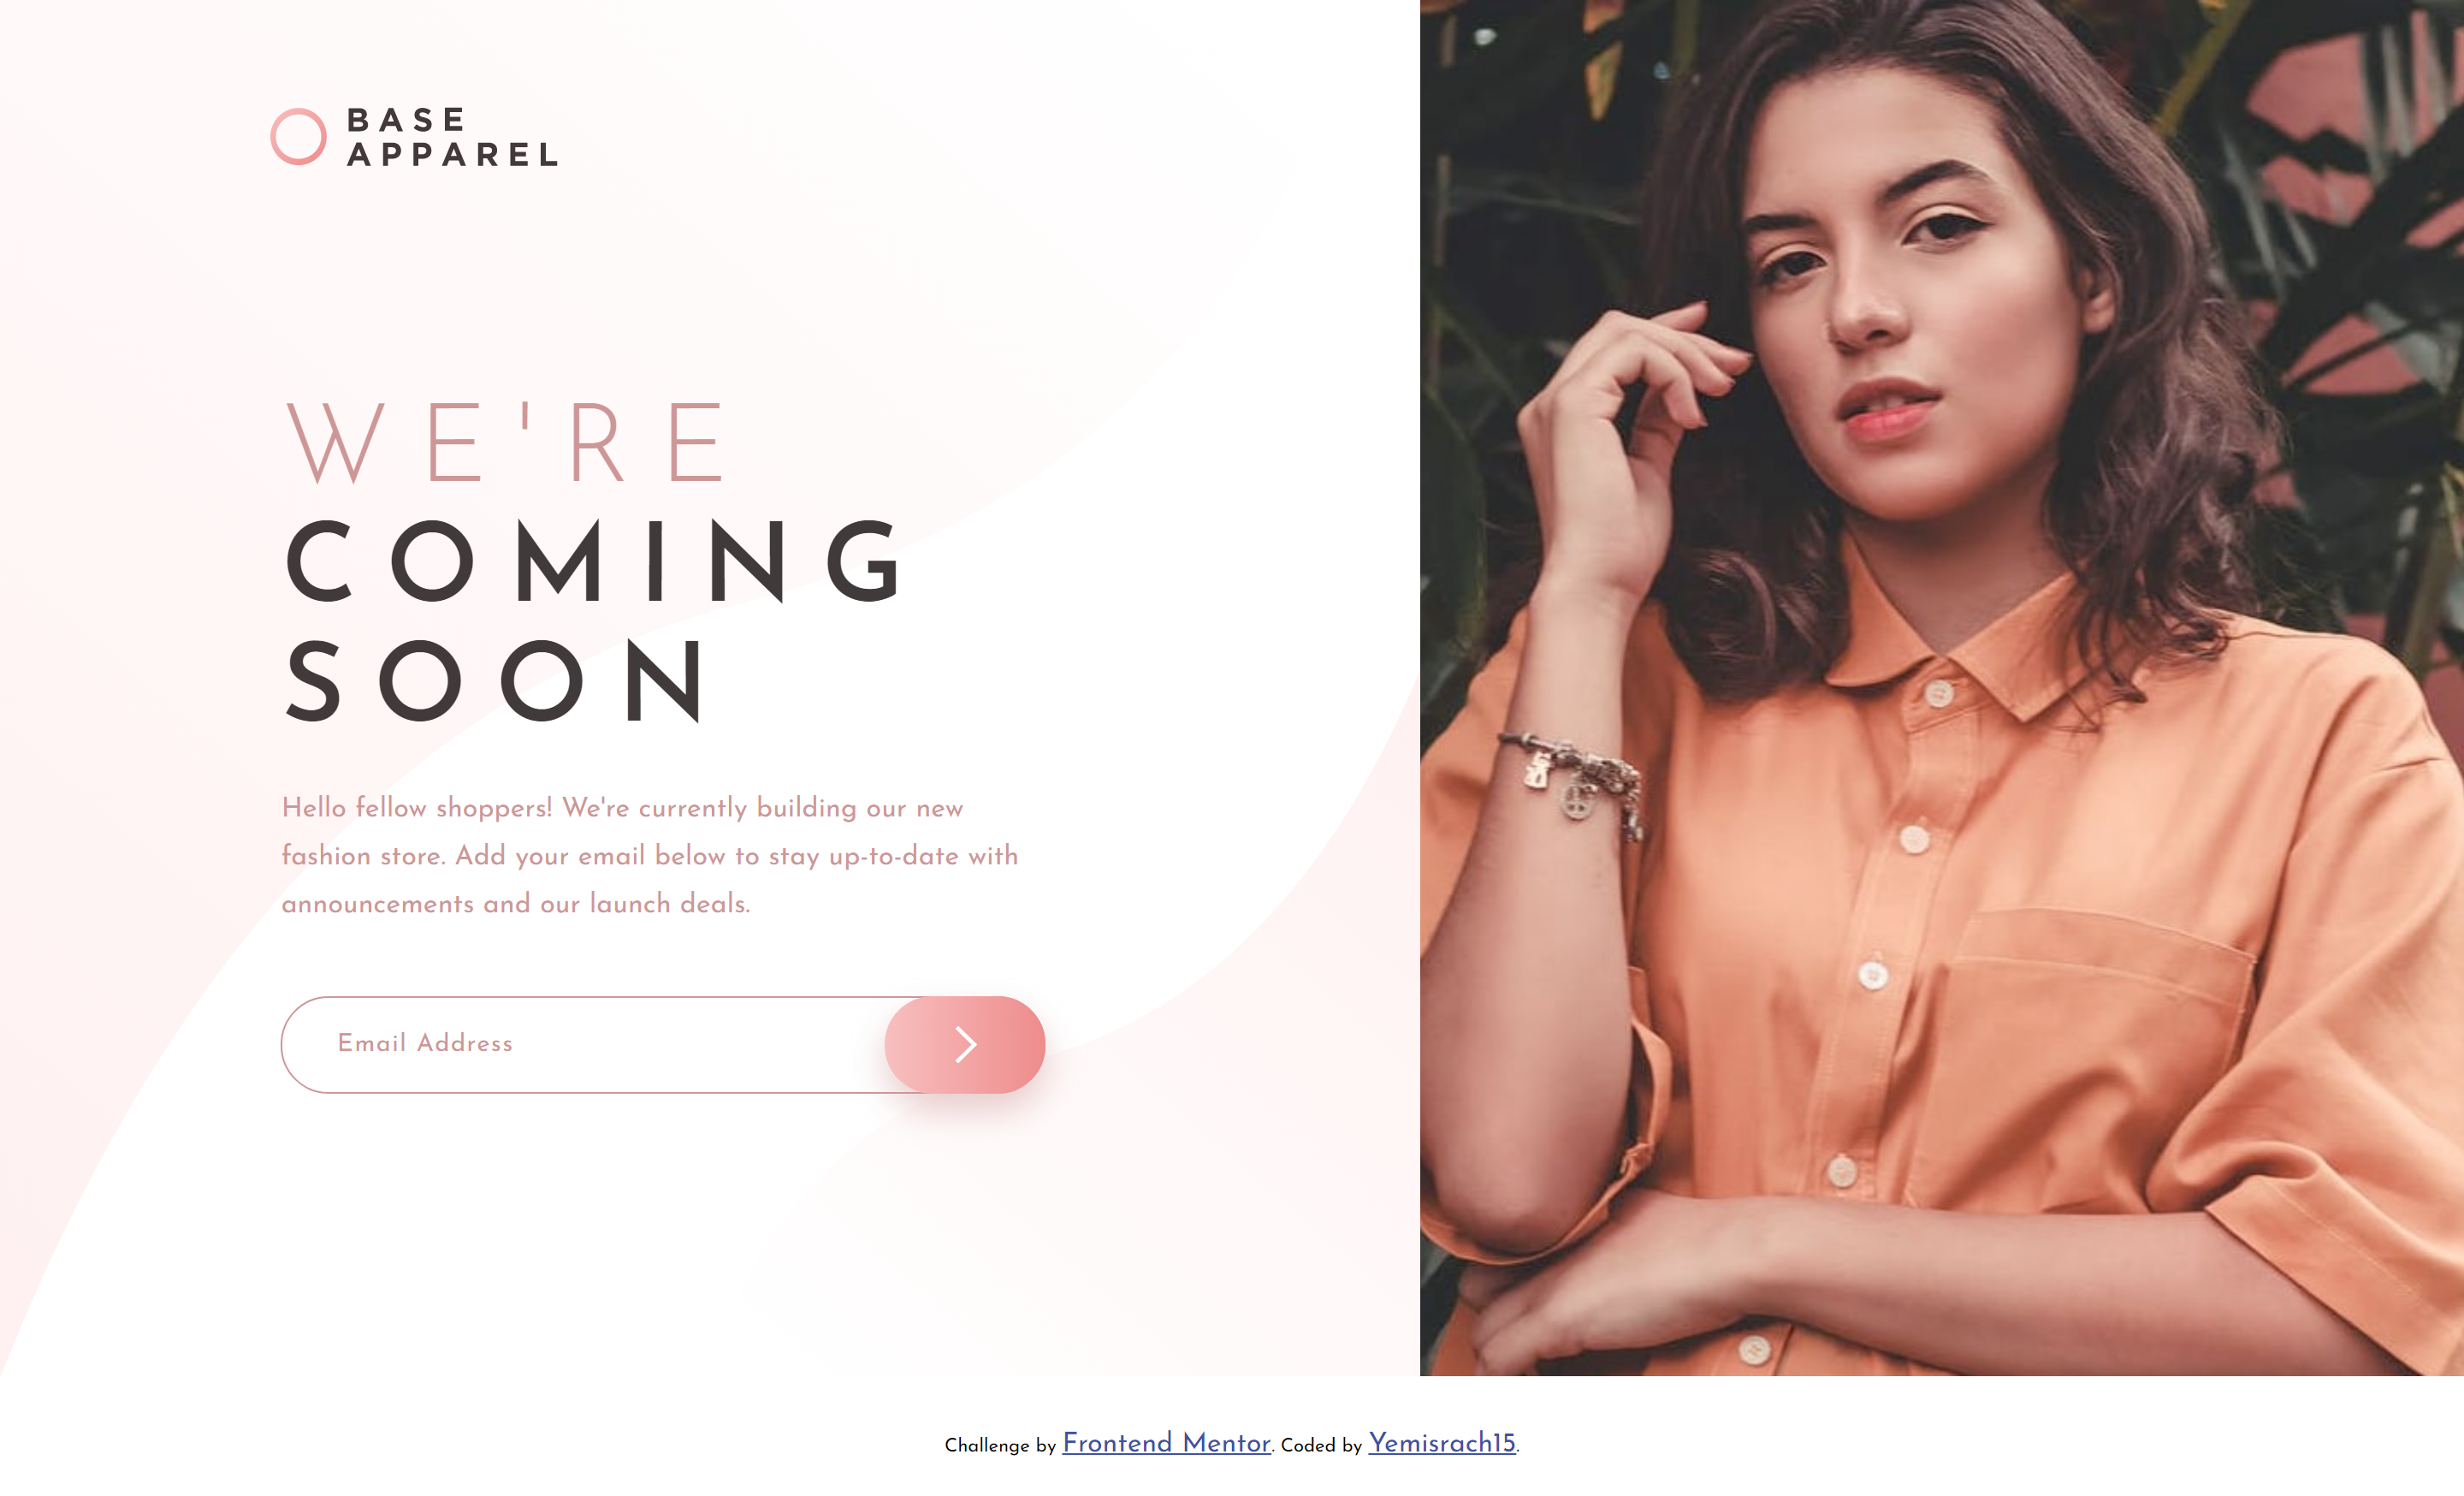 BASE
APPAREL
WE'RE
COMING
SOON
Hello fellow shoppers! We're currently building our new
fashion store. Add your email below to stay up-to-date with
announcements and our launch deals.
Email Address
Challenge by Frontend Mentor. Coded by Yemisrach15.